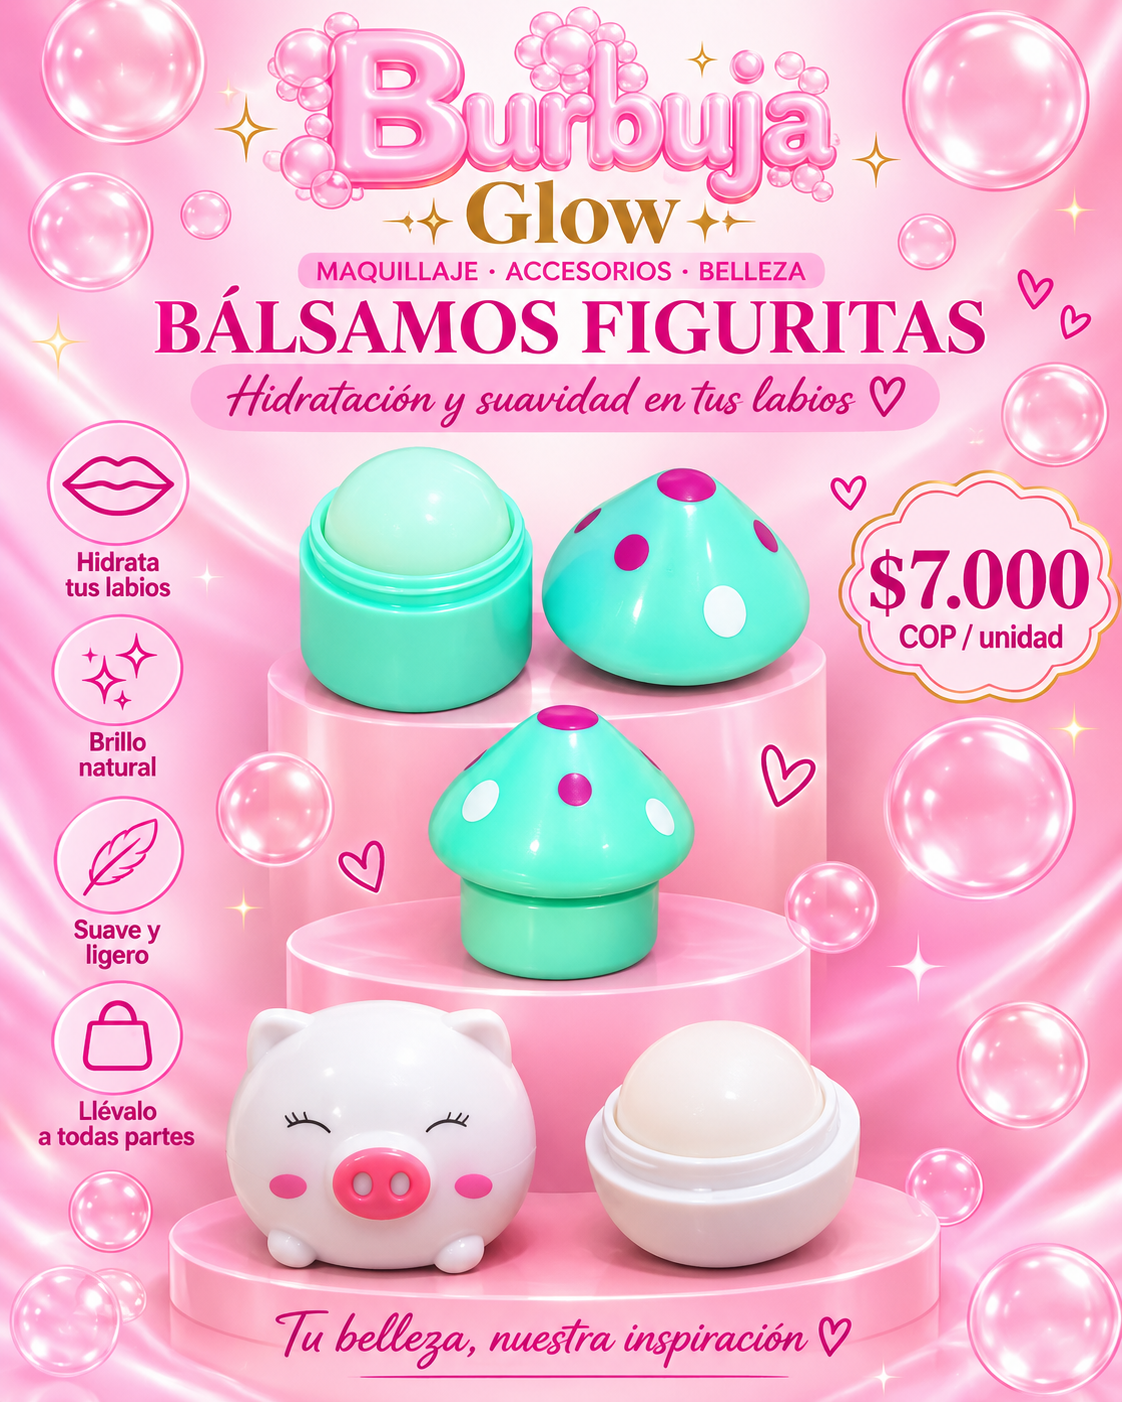 Burbuja
Glow
MAQUILLAJE · ACCESORIOS · BELLEZA
BÁLSAMOS FIGURITAS
Hidratación y suavidad en tus labios
Hidrata
tus labios
Brillo
natural
Suave y
ligero
Llévalo
a todas partes
$7.000
COP / unidad
Tu belleza, nuestra inspiración